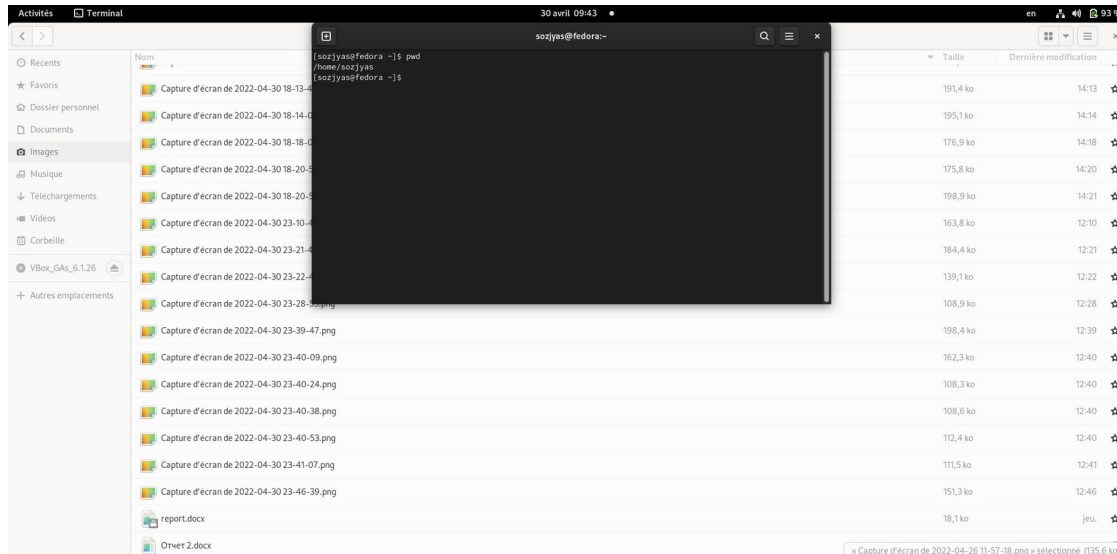 Activités
Terminal
30 avril 09:43
en
93 %
sozjyas@fedora:~
[sozjyas@fedora ~]$ pwd
/home/sozjyas
[sozjyas@fedora ~]$
Récents
Favoris
Dossier personnel
Documents
Images
Musique
Téléchargements
Vidéos
Corbeille
VBox_GAs_6.1.26
Autres emplacements
Nom
Taille
Dernière modification
Capture d'écran de 2022-04-30 18-13-4
191,4 ko
14:13
Capture d'écran de 2022-04-30 18-14-0
195,1 ko
14:14
Capture d'écran de 2022-04-30 18-18-0
176,9 ko
14:18
Capture d'écran de 2022-04-30 18-20-5
175,8 ko
14:20
Capture d'écran de 2022-04-30 18-20-5
198,9 ko
14:21
Capture d'écran de 2022-04-30 23-10-4
163,8 ko
12:10
Capture d'écran de 2022-04-30 23-21-4
184,4 ko
12:21
Capture d'écran de 2022-04-30 23-22-4
139,1 ko
12:22
Capture d'écran de 2022-04-30 23-28-
108,9 ko
12:28
Capture d'écran de 2022-04-30 23-39-47.png
198,4 ko
12:39
Capture d'écran de 2022-04-30 23-40-09.png
162,3 ko
12:40
Capture d'écran de 2022-04-30 23-40-24.png
108,3 ko
12:40
Capture d'écran de 2022-04-30 23-40-38.png
108,6 ko
12:40
Capture d'écran de 2022-04-30 23-40-53.png
112,4 ko
12:40
Capture d'écran de 2022-04-30 23-41-07.png
111,5 ko
12:41
Capture d'écran de 2022-04-30 23-46-39.png
151,3 ko
12:46
report.docx
18,1 ko
jeu.
Отчет 2.docx
« Capture d'écran de 2022-04-26 11-57-18.png » sélectionné (135,6 ko